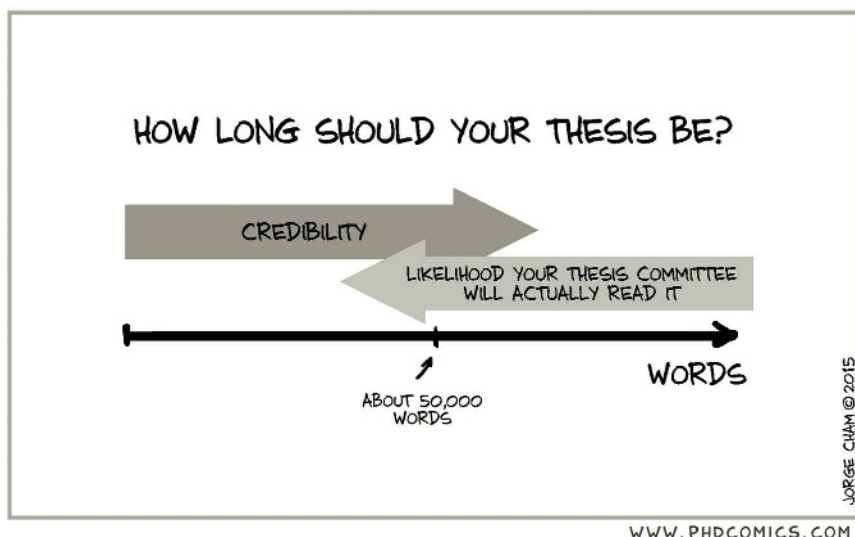 HOW LONG SHOULD YOUR THESIS BE?
CREDIBILITY
LIKELIHOOD YOUR THESIS COMMITTEE
WILL ACTUALLY READ IT
WORDS
ABOUT 50,000
WORDS
JORGE CHAM © 2015
WWW.PHDCOMICS.COM